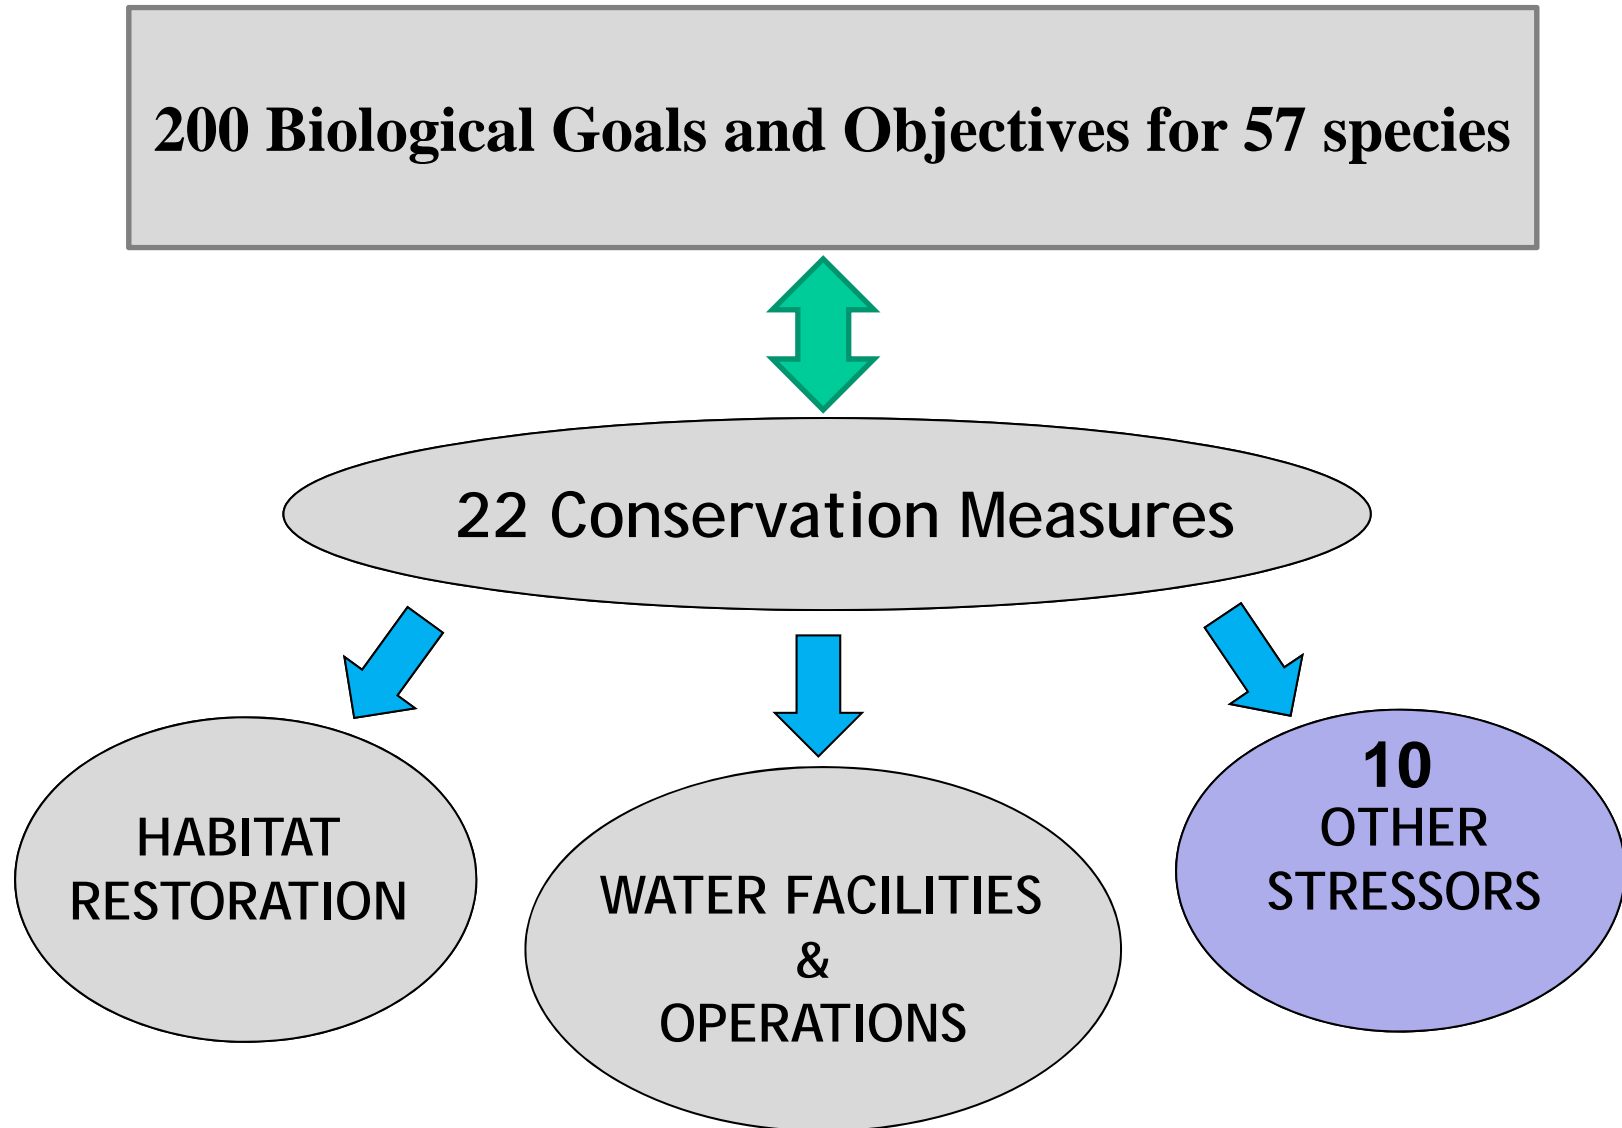 200 Biological Goals and Objectives for 57 species
22 Conservation Measures
HABITAT
RESTORATION
WATER FACILITIES
&
OPERATIONS
10
OTHER
STRESSORS